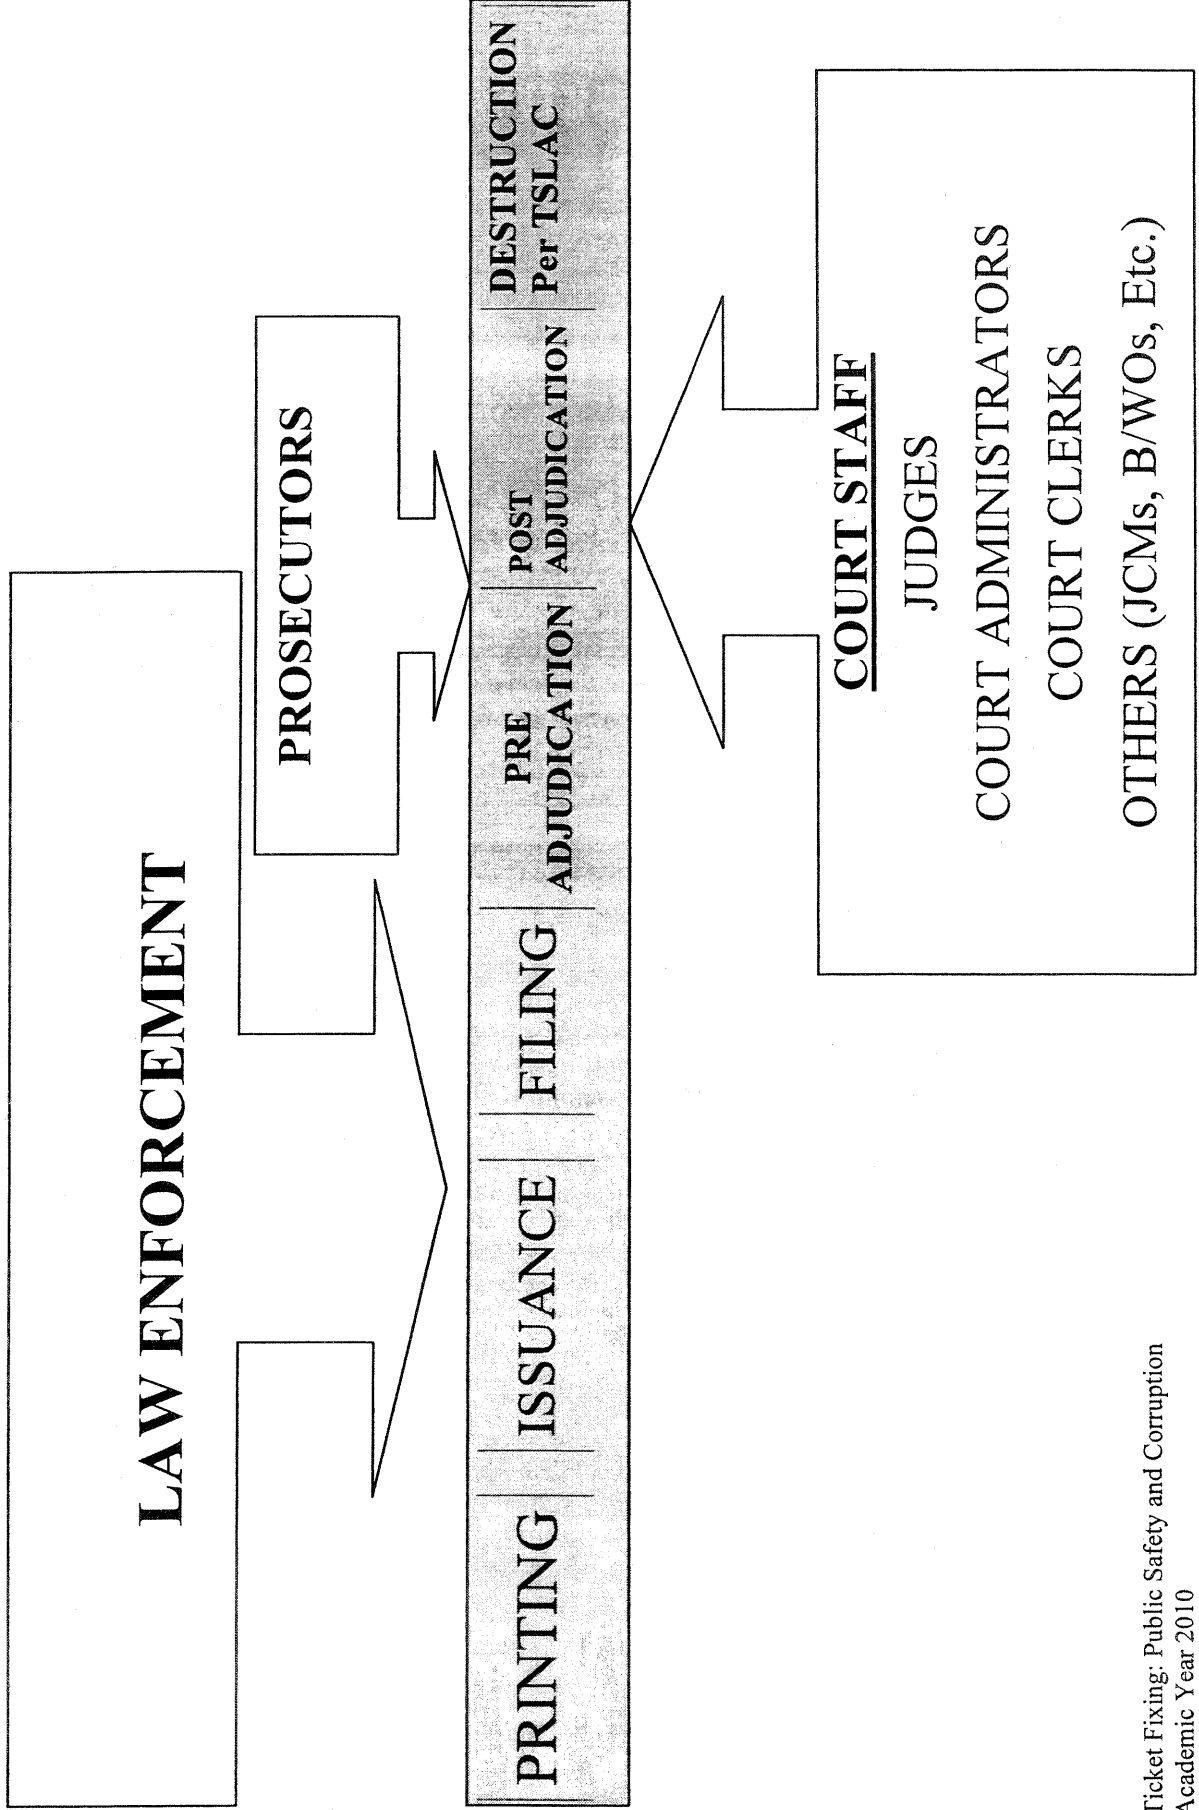 LAW ENFORCEMENT
PROSECUTORS
PRINTING
ISSUANCE
FILING
PRE
ADJUDICATION
POST
ADJUDICATION
DESTRUCTION
Per TSLAC
COURT STAFF
JUDGES
COURT ADMINISTRATORS
COURT CLERKS
OTHERS (JCMs, B/WOs, Etc.)
Ticket Fixing: Public Safety and Corruption
Academic Year 2010